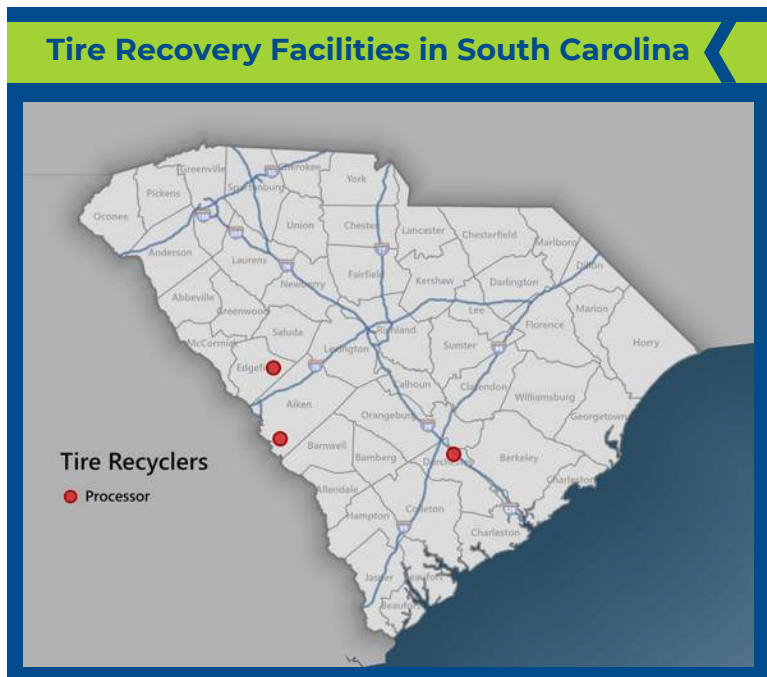 Tire Recovery Facilities in South Carolina
Greenville
Cherokee
Spartanburg
York
Pickens
Oconee
Union
Chester
Lancaster
Chesterfield
Marlboro
Anderson
Laurens
Dillon
Newberry
Fairfield
Kershaw
Darlington
Abbeville
Greenwood
Lee
Marion
Saluda
Richland
Florence
McCormick
Lexington
Sumter
Horry
Edgefi
Calhoun
Clarendon
Aiken
Williamsburg
Orangeburg
Georgetown
Barnwell
Bamberg
Dorchester
Berkeley
Tire Recyclers
Processor
Allendale
Charleston
Hampton
Colleton
Charleston
Jasper
Beaufort
Beaufort